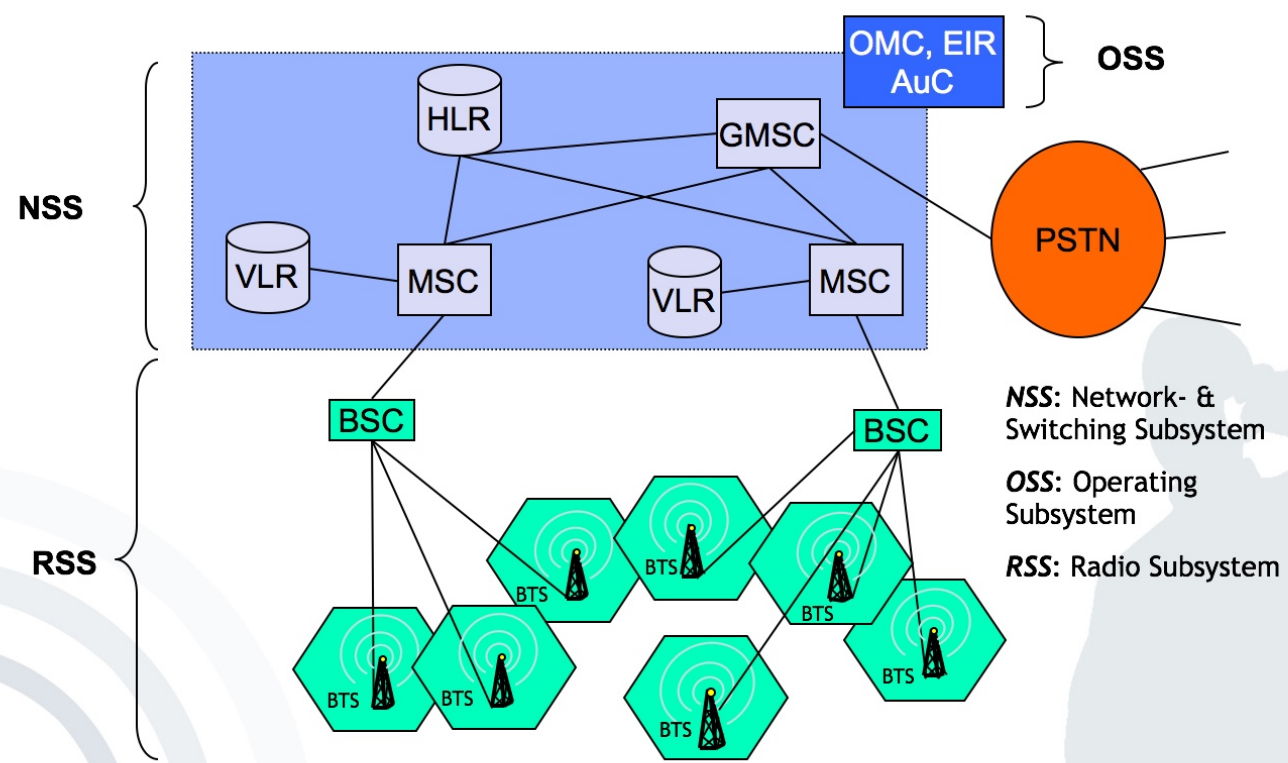 OMC, EIR
AuC
OSS
HLR
GMSC
NSS
PSTN
VLR
MSC
VLR
MSC
BSC
BSC
NSS: Network- &
Switching Subsystem
OSS: Operating
Subsystem
RSS: Radio Subsystem
RSS
BTS
BTS
BTS
BTS
BTS
BTS
BTS